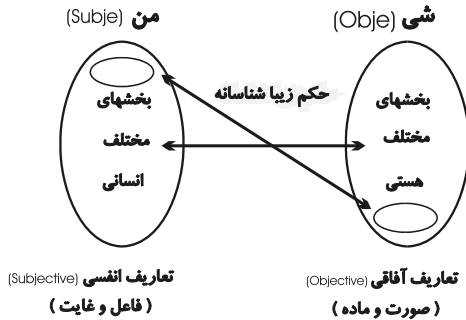 شی (Obje)
من (Subje)
حکم زیبا شناسانه
بخشهای
مختلف
هستی
بخشهای
مختلف
انسانی
تعاریف آفاقی (Objective)
( صورت و ماده )
تعاریف انفسی (Subjective)
( فاعل و غایت )